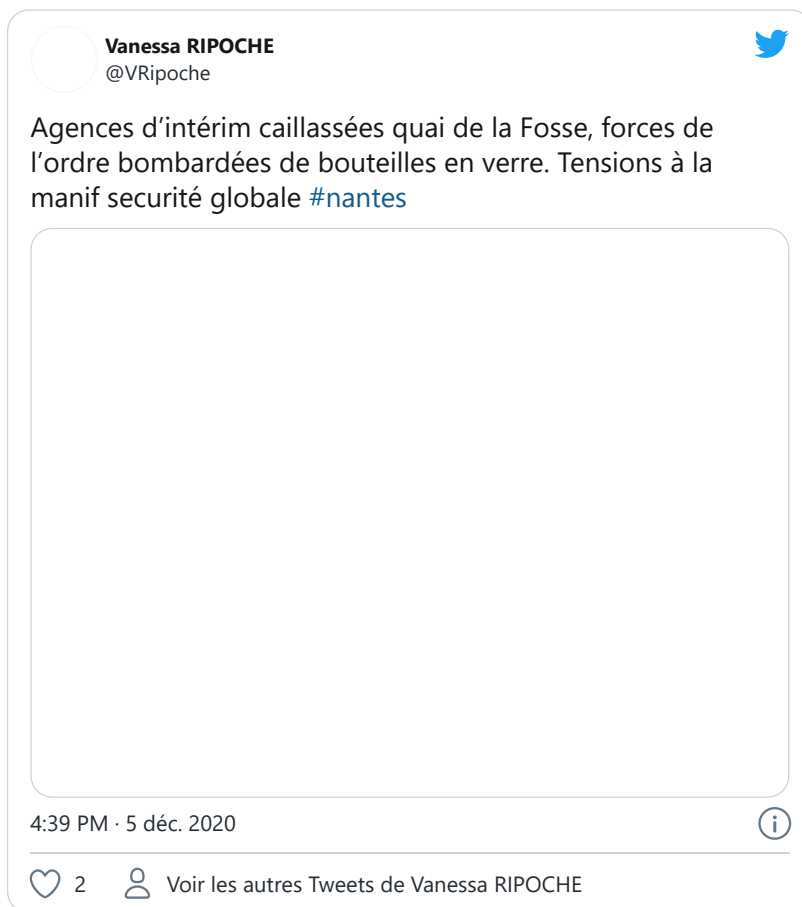 Vanessa RIPOCHE
@VRipoche
Agences d’intérim caillassées quai de la Fosse, forces de
l’ordre bombardées de bouteilles en verre. Tensions à la
manif securité globale #nantes
4:39 PM · 5 déc. 2020
2 Voir les autres Tweets de Vanessa RIPOCHE